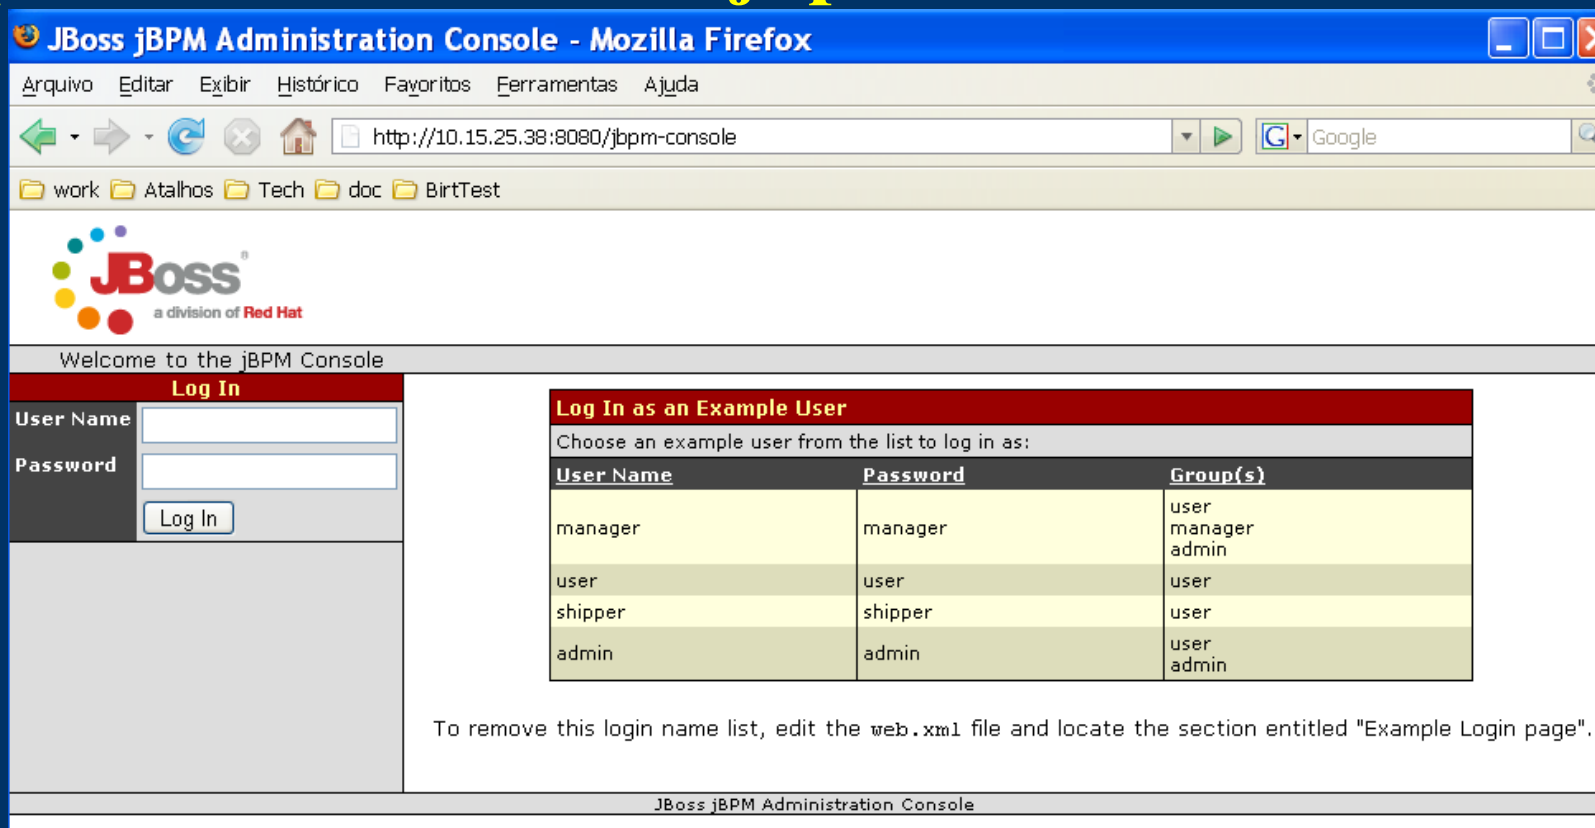 JBoss jBPM Administration Console - Mozilla Firefox
Arquivo Editar Exibir Histórico Favoritos Ferramentas Ajuda
http://10.15.25.38:8080/jbpm-console G Google
work Atalhos Tech doc BirtTest
JBoss®
a division of Red Hat
Welcome to the jBPM Console
Log In
User Name
Password
Log In
Log In as an Example User
Choose an example user from the list to log in as:
User Name Password Group(s)
manager manager user
manager
admin
user user user
shipper shipper user
admin admin user
admin
To remove this login name list, edit the web.xml file and locate the section entitled "Example Login page".
JBoss jBPM Administration Console